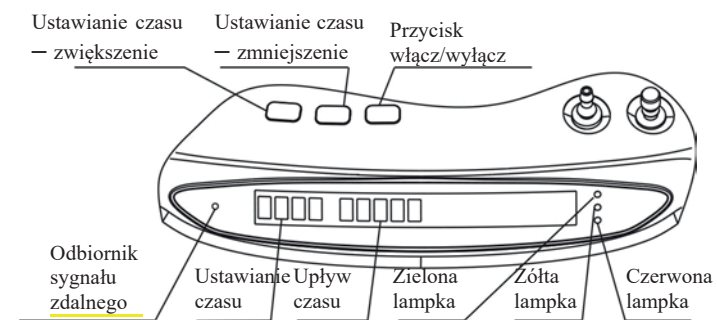 Ustawianie czasu
– zwiększenie
Ustawianie czasu
– zmniejszenie
Przycisk
włącz/wyłącz
Odbiornik
sygnału
zdalnego
Ustawianie
czasu
Upływ
czasu
Zielona
lampka
Żółta
lampka
Czerwona
lampka